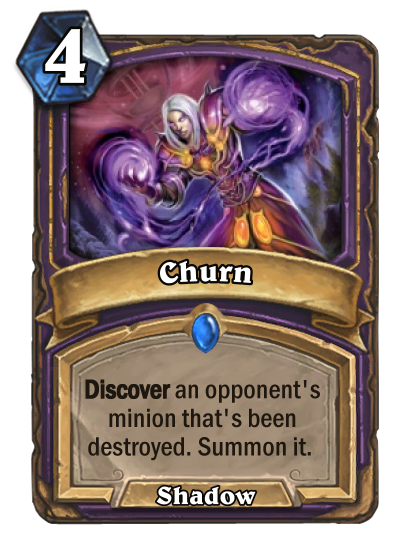 4
Churn
Discover an opponent's
minion that's been
destroyed. Summon it.
Shadow